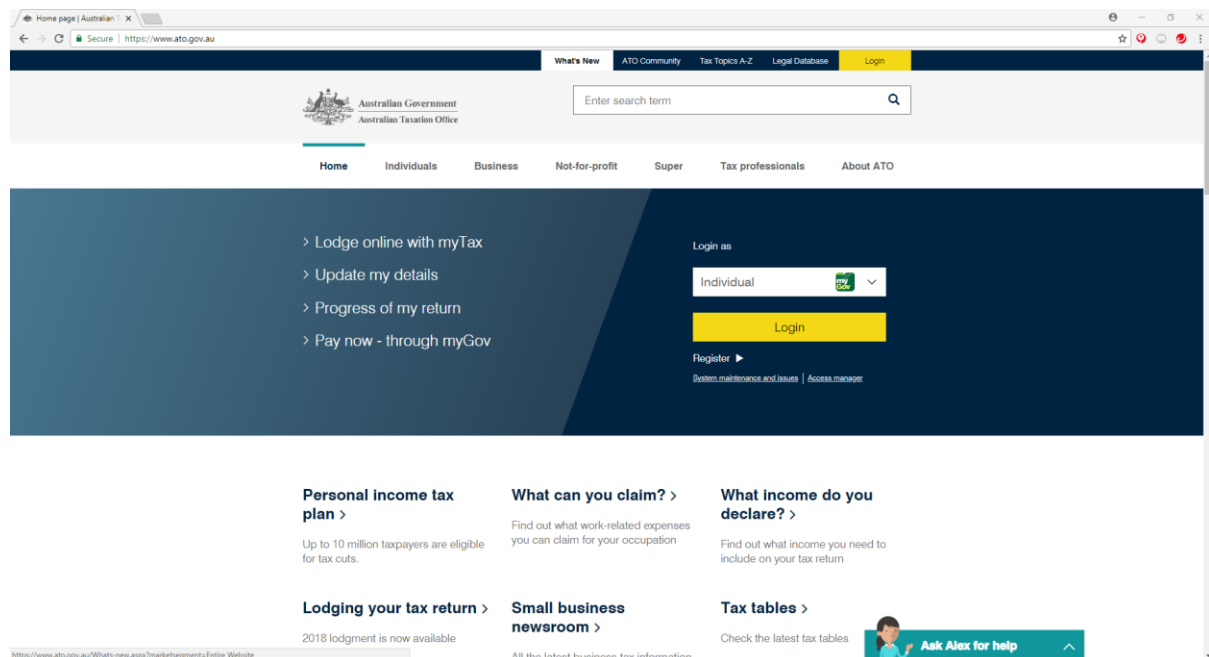 Home page | Australian T
Secure | https://www.ato.gov.au
What's New ATO Community Tax Topics A-Z Legal Database Login
Australian Government
Australian Taxation Office
Enter search term
Home Individuals Business Not-for-profit Super Tax professionals About ATO
> Lodge online with myTax
> Update my details
> Progress of my return
> Pay now - through myGov
Login as
Individual
my
Gov
Login
Register ▶
System maintenance and issues | Access manager
Personal income tax
plan >
Up to 10 million taxpayers are eligible
for tax cuts.
What can you claim? >
Find out what work-related expenses
you can claim for your occupation
What income do you
declare? >
Find out what income you need to
include on your tax return
Lodging your tax return >
2018 lodgment is now available
Small business
newsroom >
All the latest business tax information
Tax tables >
Check the latest tax tables
Ask Alex for help
https://www.ato.gov.au/Whats-new.aspx?marketsegment=Entire Website